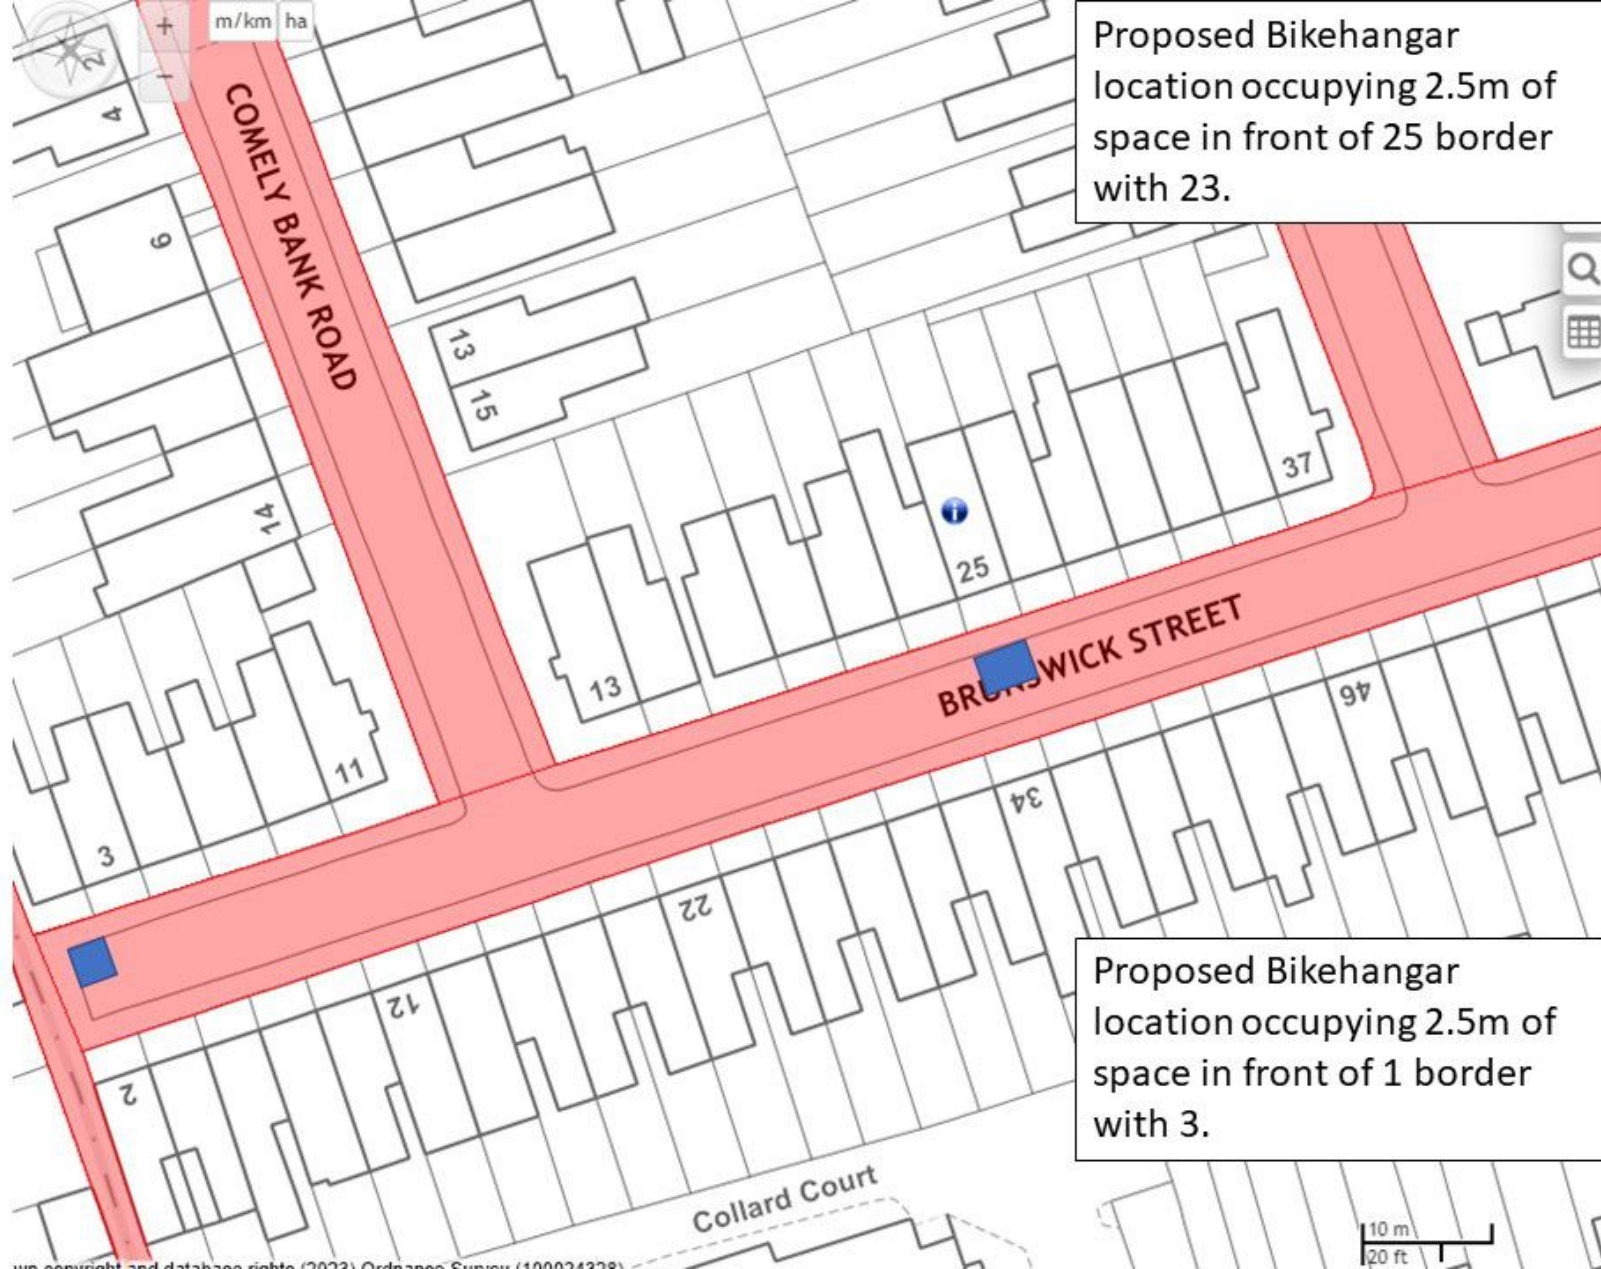 +
−
m/km
ha
Proposed Bikehangar
location occupying 2.5m of
space in front of 25 border
with 23.
2
4
COMELY BANK ROAD
9
13
15
14
37
25
13
BRUNSWICK STREET
46
11
34
3
22
12
2
Proposed Bikehangar
location occupying 2.5m of
space in front of 1 border
with 3.
Collard Court
10 m
20 ft
copyright and database rights (2023) Ordnance Survey (100024328)